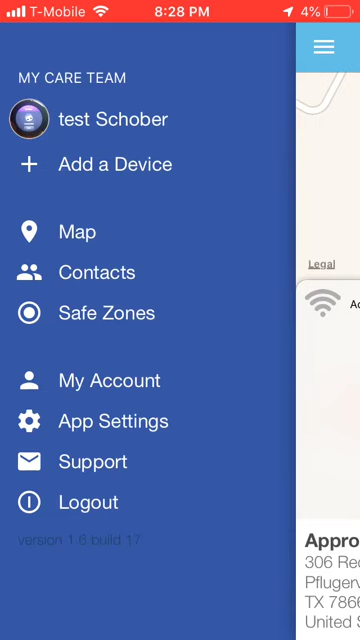 T-Mobile 8:28 PM 4%
MY CARE TEAM
test Schober
Add a Device
Map
Contacts
Safe Zones
My Account
App Settings
Support
Logout
version 1.6 build 17
Legal
Appro
306 Rec
Pflugerv
TX 786
United S